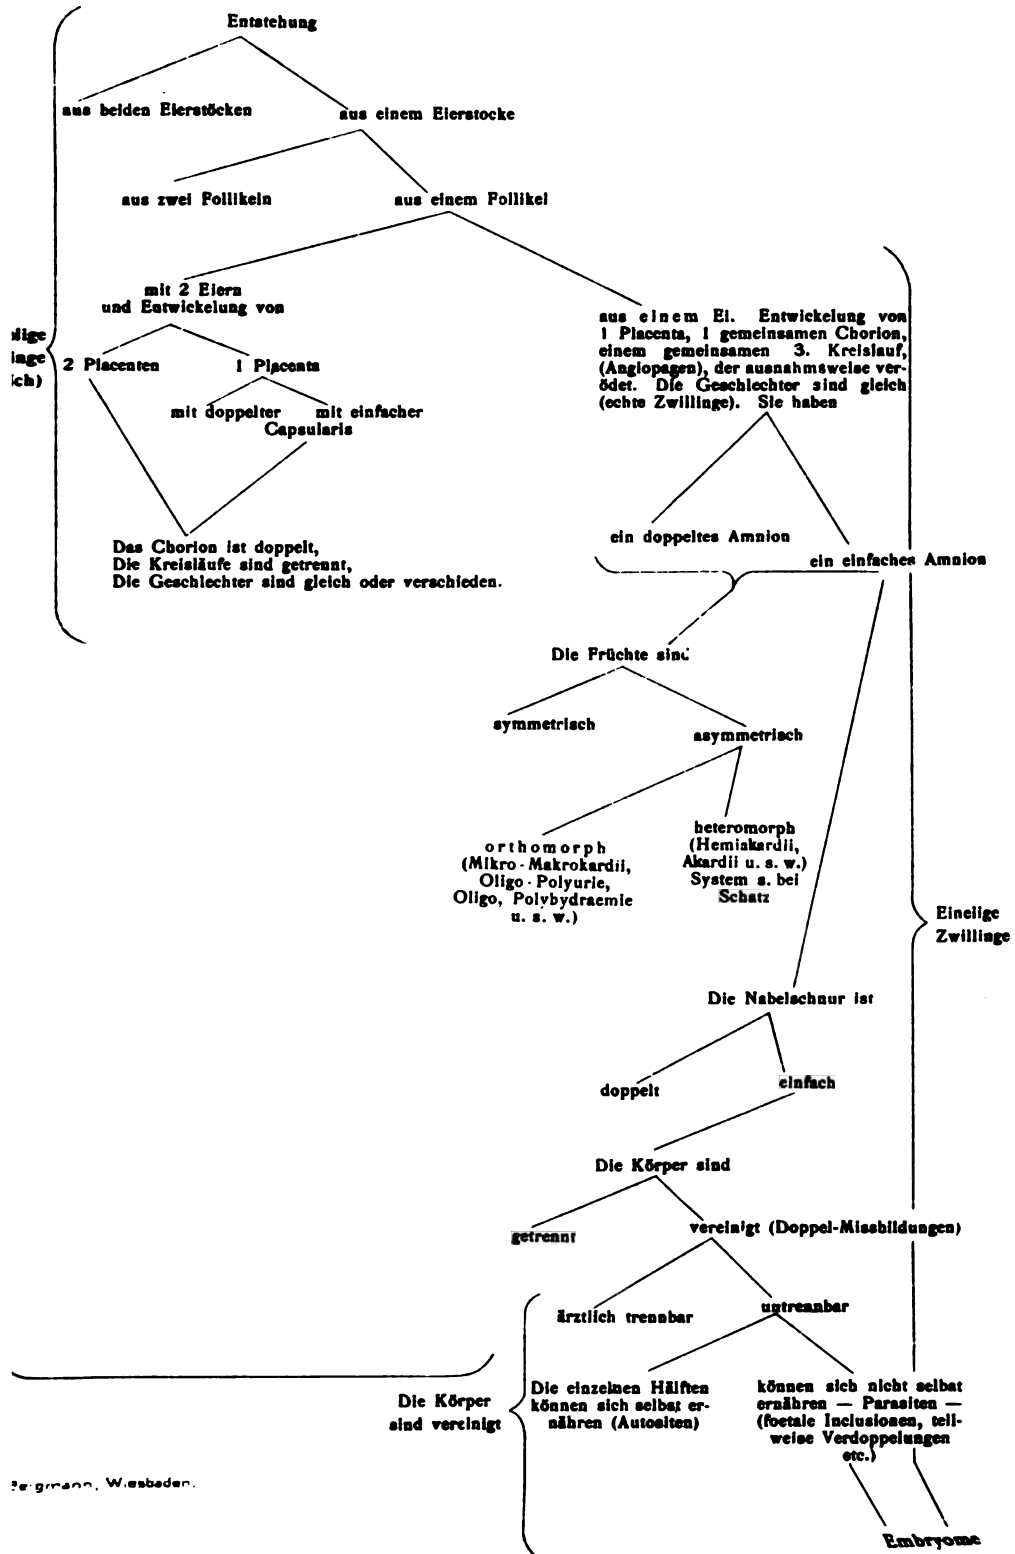 Entstehung
aus beiden Eierstöcken
aus einem Eierstocke
aus zwei Follikeln
aus einem Follikel
mit 2 Eiern
und Entwickelung von
2 Placenten
1 Placenta
mit doppelter
mit einfacher
Capsularis
Das Chorion ist doppelt,
Die Kreisläufe sind getrennt,
Die Geschlechter sind gleich oder verschieden.
aus einem Ei. Entwickelung von
1 Placenta, 1 gemeinsamen Chorion,
einem gemeinsamen 3. Kreislauf,
(Angiopagen), der ausnahmsweise ver-
ödet. Die Geschlechter sind gleich
(echte Zwillinge). Sie haben
ein doppeltes Amnion
ein einfaches Amnion
Die Früchte sind
symmetrisch
asymmetrisch
orthomorph
(Mikro-Makrokardii,
Oligo-Polyurie,
Oligo, Polyhydraemie
u. s. w.)
heteromorph
(Hemiakardii,
Akardii u. s. w.)
System s. bei
Schatz
Eineiige
Zwillinge
Die Nabelschnur ist
doppelt
einfach
Die Körper sind
getrennt
vereinigt (Doppel-Missbildungen)
ärztlich trennbar
untrennbar
Die Körper
sind vereinigt
Die einzelnen Hälften
können sich selbst er-
nähren (Autositen)
können sich nicht selbst
ernähren — Parasiten —
(foetale Inclusionen, teil-
weise Verdoppelungen
etc.)
Embryome
Wiesbaden.